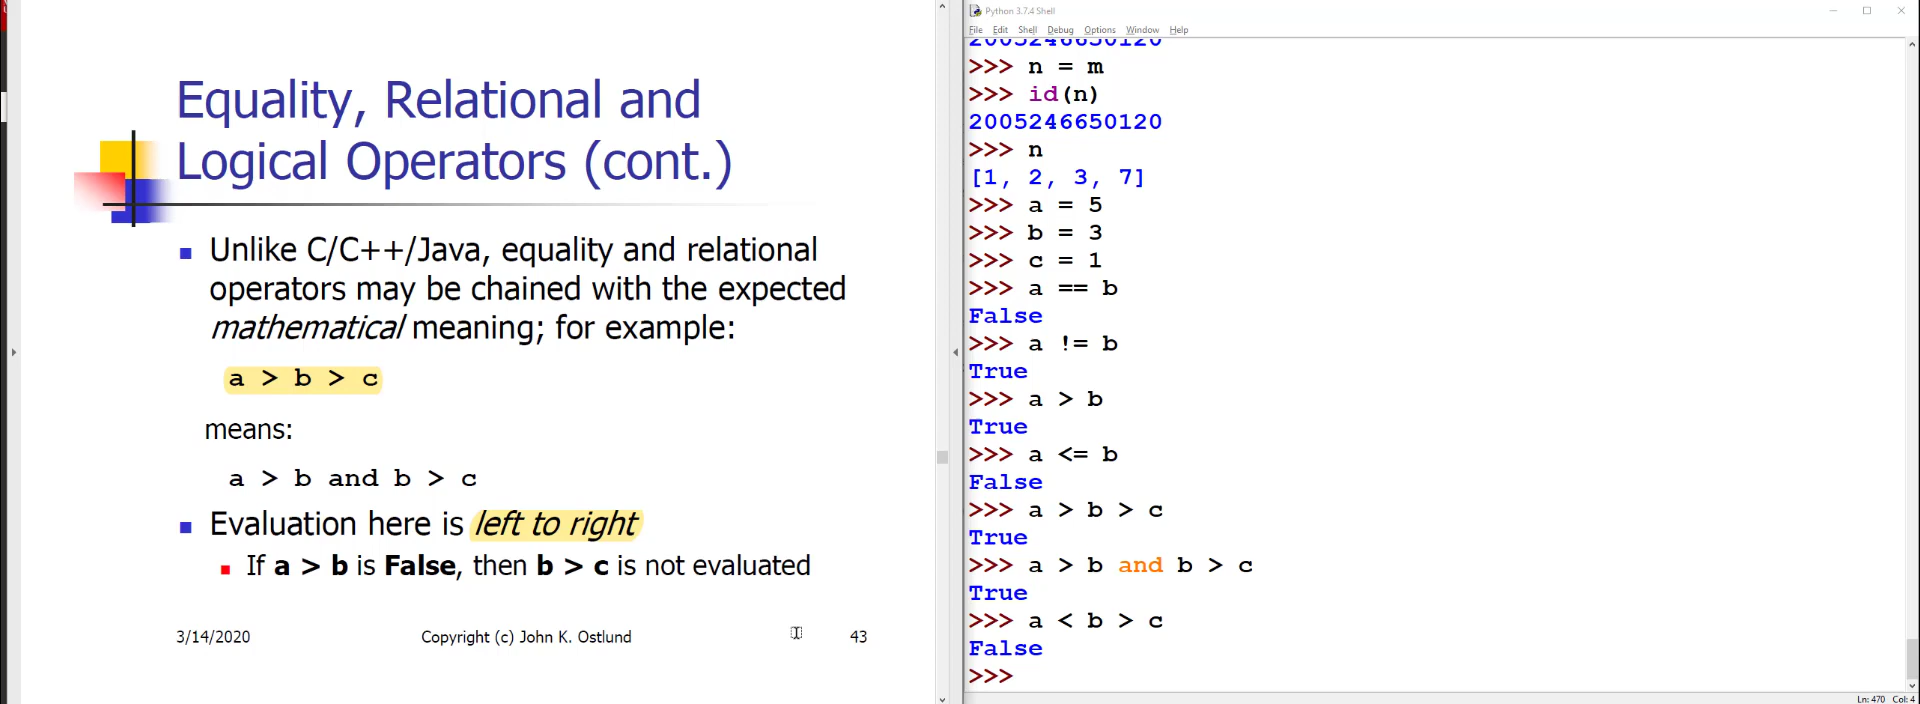 Equality, Relational and
Logical Operators (cont.)
Unlike C/C++/Java, equality and relational
operators may be chained with the expected
mathematical meaning; for example:
a > b > c
means:
a > b and b > c
Evaluation here is left to right
If a > b is False, then b > c is not evaluated
3/14/2020
Copyright (c) John K. Ostlund
43
Python 3.7.4 Shell
File Edit Shell Debug Options Window Help
2005246650120
>>> n = m
>>> id(n)
2005246650120
>>> n
[1, 2, 3, 7]
>>> a = 5
>>> b = 3
>>> c = 1
>>> a == b
False
>>> a != b
True
>>> a > b
True
>>> a <= b
False
>>> a > b > c
True
>>> a > b and b > c
True
>>> a < b > c
False
>>>
Ln: 470 Col: 4